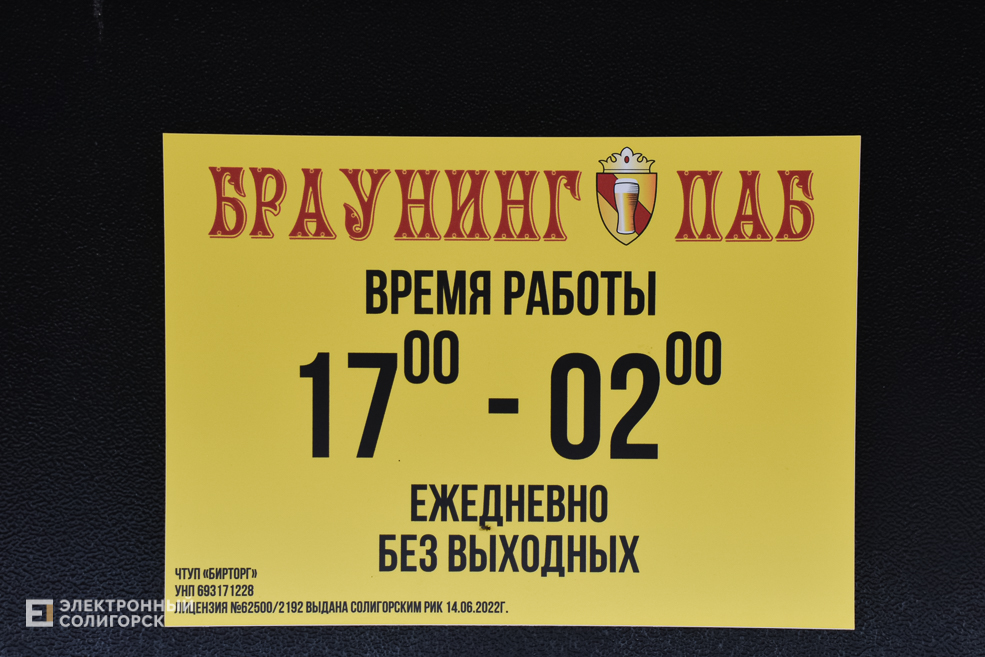 БРАУНИНГ ПАБ
ВРЕМЯ РАБОТЫ
17⁰⁰ - 02⁰⁰
ЕЖЕДНЕВНО
БЕЗ ВЫХОДНЫХ
ЧТУП «БИРТОРГ»
УНП 693171228
ЛИЦЕНЗИЯ №62500/2192 ВЫДАНА СОЛИГОРСКИМ РИК 14.06.2022Г.
ЭЛЕКТРОННЫЙ
СОЛИГОРСК